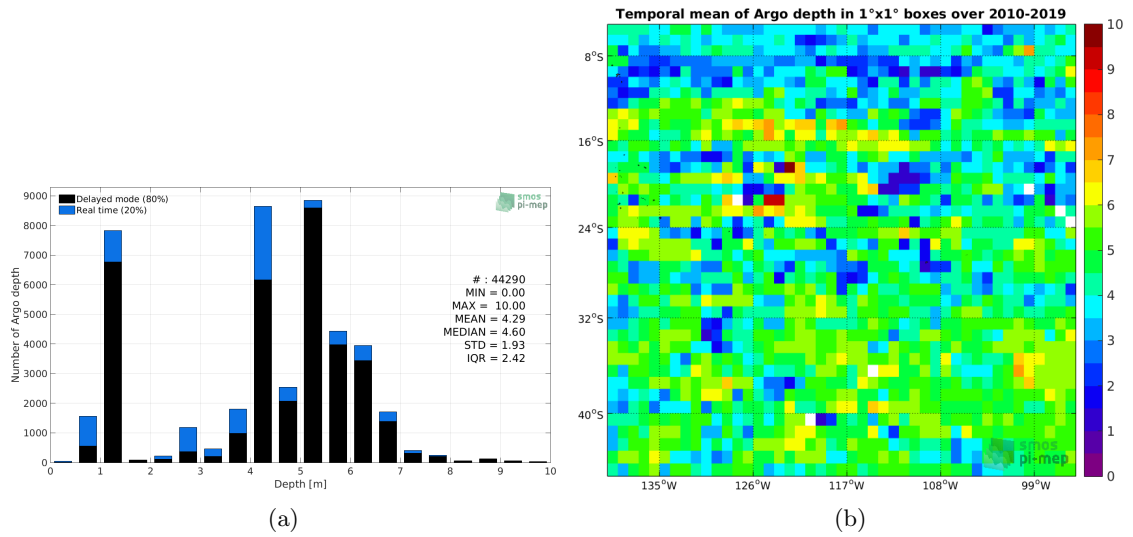 Temporal mean of Argo depth in 1°x1° boxes over 2010-2019
9000
8000
7000
6000
5000
4000
3000
2000
1000
0
Number of Argo depth
Delayed mode (80%)
Real time (20%)
smos
pi-mep
# : 44290
MIN = 0.00
MAX = 10.00
MEAN = 4.29
MEDIAN = 4.60
STD = 1.93
IQR = 2.42
0 1 2 3 4 5 6 7 8 9 10
Depth [m]
(a)
8°S
16°S
24°S
32°S
40°S
135°W 126°W 117°W 108°W 99°W
smos
pi-mep
10
9
8
7
6
5
4
3
2
1
0
(b)